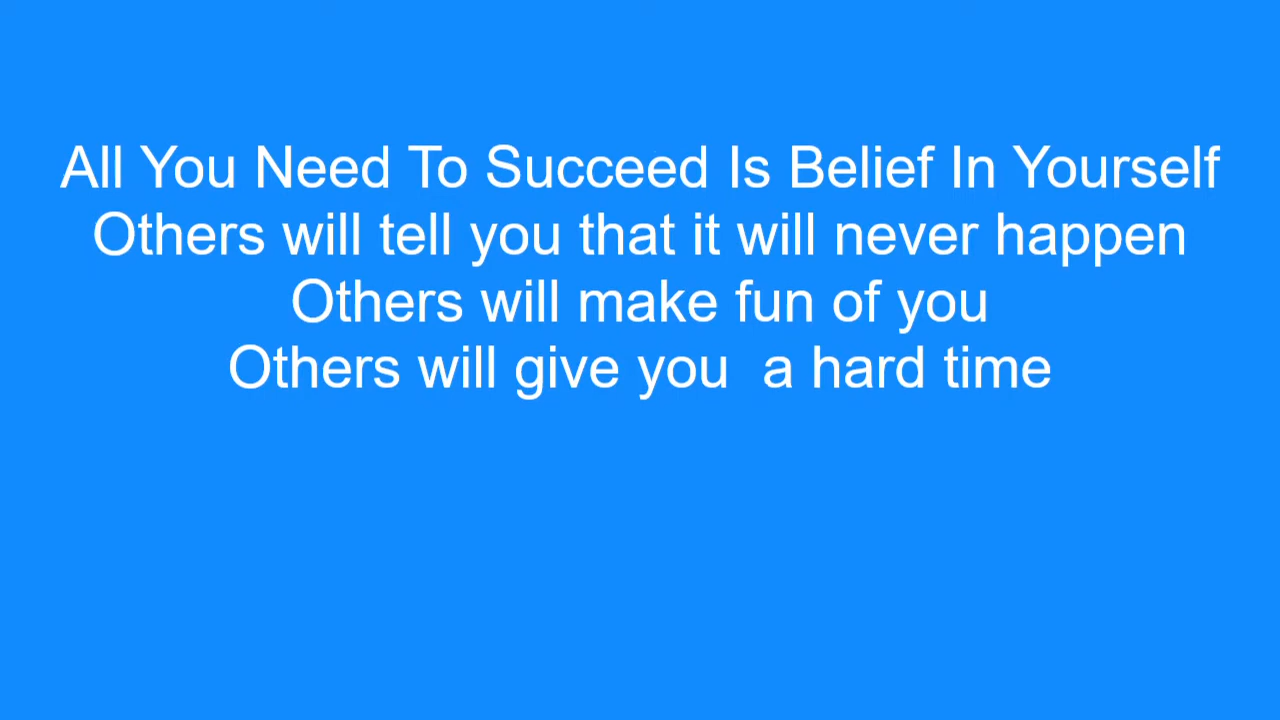 All You Need To Succeed Is Belief In Yourself
Others will tell you that it will never happen
Others will make fun of you
Others will give you  a hard time